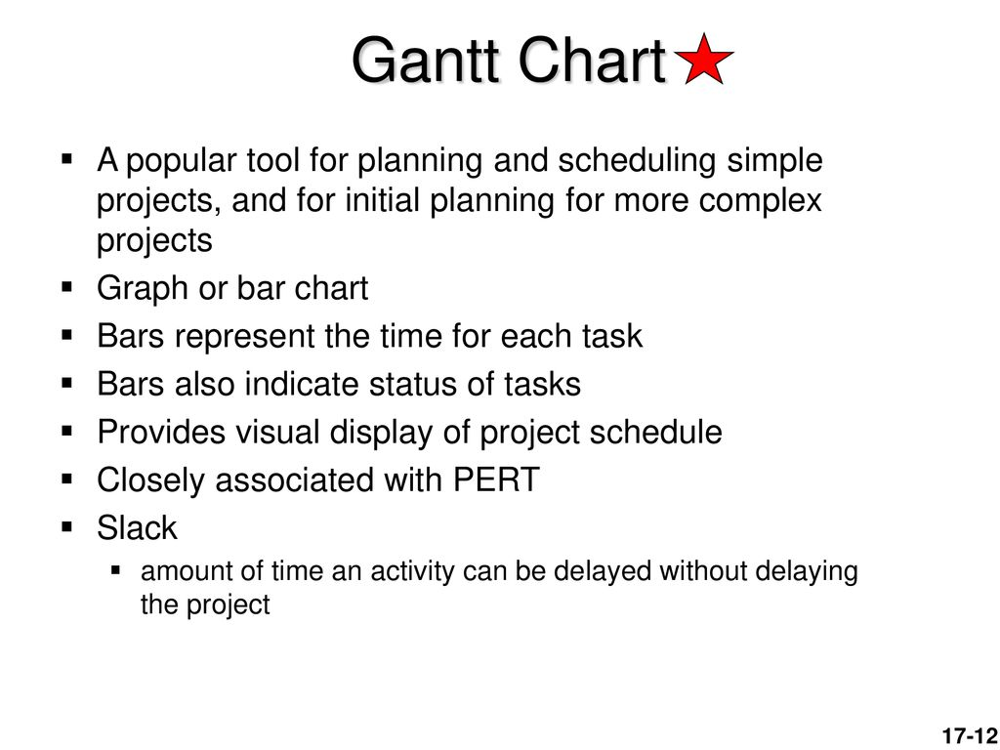 Gantt Chart
▪ A popular tool for planning and scheduling simple
projects, and for initial planning for more complex
projects
▪ Graph or bar chart
▪ Bars represent the time for each task
▪ Bars also indicate status of tasks
▪ Provides visual display of project schedule
▪ Closely associated with PERT
▪ Slack
▪ amount of time an activity can be delayed without delaying
the project
17-12